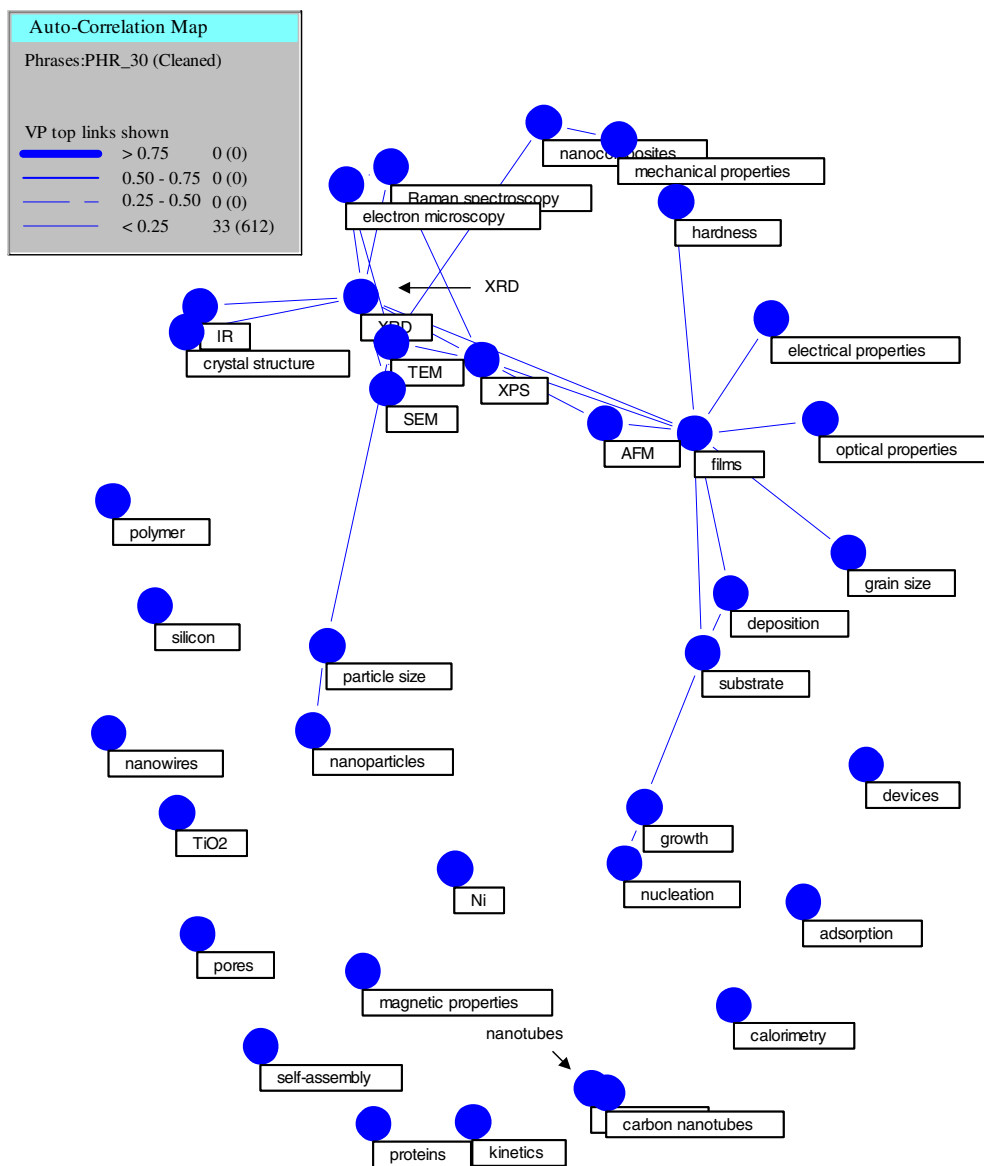 Auto-Correlation Map
Phrases:PHR_30 (Cleaned)
VP top links shown
> 0.75 0 (0)
0.50 - 0.75 0 (0)
0.25 - 0.50 0 (0)
< 0.25 33 (612)
nanocomposites
mechanical properties
Raman spectroscopy
electron microscopy
hardness
XRD
XRD
IR
crystal structure
electrical properties
TEM
XPS
SEM
AFM
films
optical properties
polymer
grain size
silicon
deposition
particle size
substrate
nanowires
nanoparticles
devices
TiO2
growth
nucleation
Ni
adsorption
pores
magnetic properties
calorimetry
nanotubes
self-assembly
carbon nanotubes
proteins
kinetics